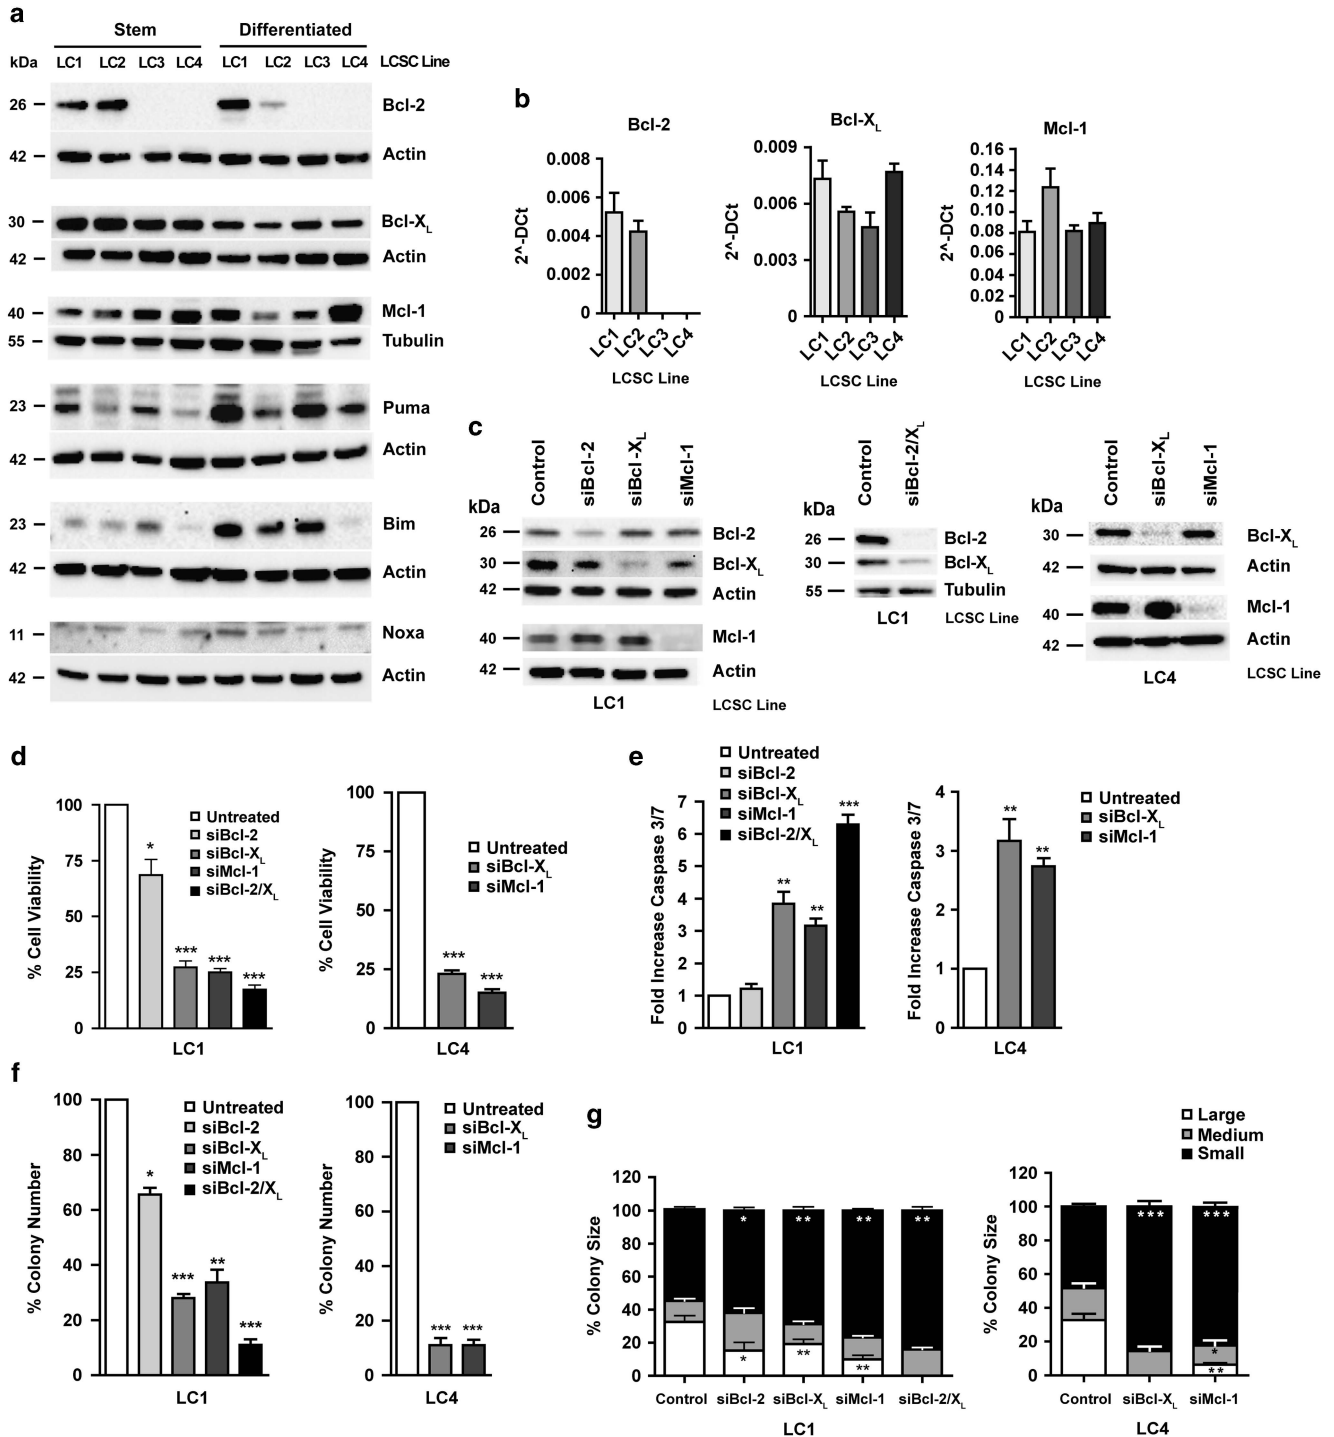 a
Stem Differentiated
kDa LC1 LC2 LC3 LC4 LC1 LC2 LC3 LC4 LCSC Line
26 Bcl-2
42 Actin
30 Bcl-XL
42 Actin
40 Mcl-1
55 Tubulin
23 Puma
42 Actin
23 Bim
42 Actin
11 Noxa
42 Actin
b
Bcl-2
2^-DCt
0.008
0.006
0.004
0.002
0
LC1 LC2 LC3 LC4
LCSC Line
Bcl-XL
2^-DCt
0.009
0.006
0.003
0
LC1 LC2 LC3 LC4
LCSC Line
Mcl-1
2^-DCt
0.16
0.14
0.12
0.10
0.08
0.06
0.04
0.02
0
LC1 LC2 LC3 LC4
LCSC Line
c
kDa Control siBcl-2 siBcl-XL siMcl-1
26 Bcl-2
30 Bcl-XL
42 Actin
40 Mcl-1
42 Actin
LC1 LCSC Line
kDa Control siBcl-2/XL
26 Bcl-2
30 Bcl-XL
55 Tubulin
LC1 LCSC Line
kDa Control siBcl-XL siMcl-1
30 Bcl-XL
42 Actin
40 Mcl-1
42 Actin
LC4 LCSC Line
d
% Cell Viability
100
75
50
25
0
* *** *** ***
Untreated
siBcl-2
siBcl-XL
siMcl-1
siBcl-2/XL
LC1
% Cell Viability
100
75
50
25
0
*** ***
Untreated
siBcl-XL
siMcl-1
LC4
e
Untreated
siBcl-2
siBcl-XL
siMcl-1
siBcl-2/XL
Fold Increase Caspase 3/7
7
6
5
4
3
2
1
0
** ** ***
LC1
Fold Increase Caspase 3/7
4
3
2
1
0
** **
Untreated
siBcl-XL
siMcl-1
LC4
f
% Colony Number
100
80
60
40
20
0
* *** ** ***
Untreated
siBcl-2
siBcl-XL
siMcl-1
siBcl-2/XL
LC1
% Colony Number
100
80
60
40
20
0
*** ***
Untreated
siBcl-XL
siMcl-1
LC4
g
Large
Medium
Small
% Colony Size
120
100
80
60
40
20
0
* ** ** **
* ** **
Control siBcl-2 siBcl-XL siMcl-1 siBcl-2/XL
LC1
% Colony Size
120
100
80
60
40
20
0
*** ***
*
**
Control siBcl-XL siMcl-1
LC4